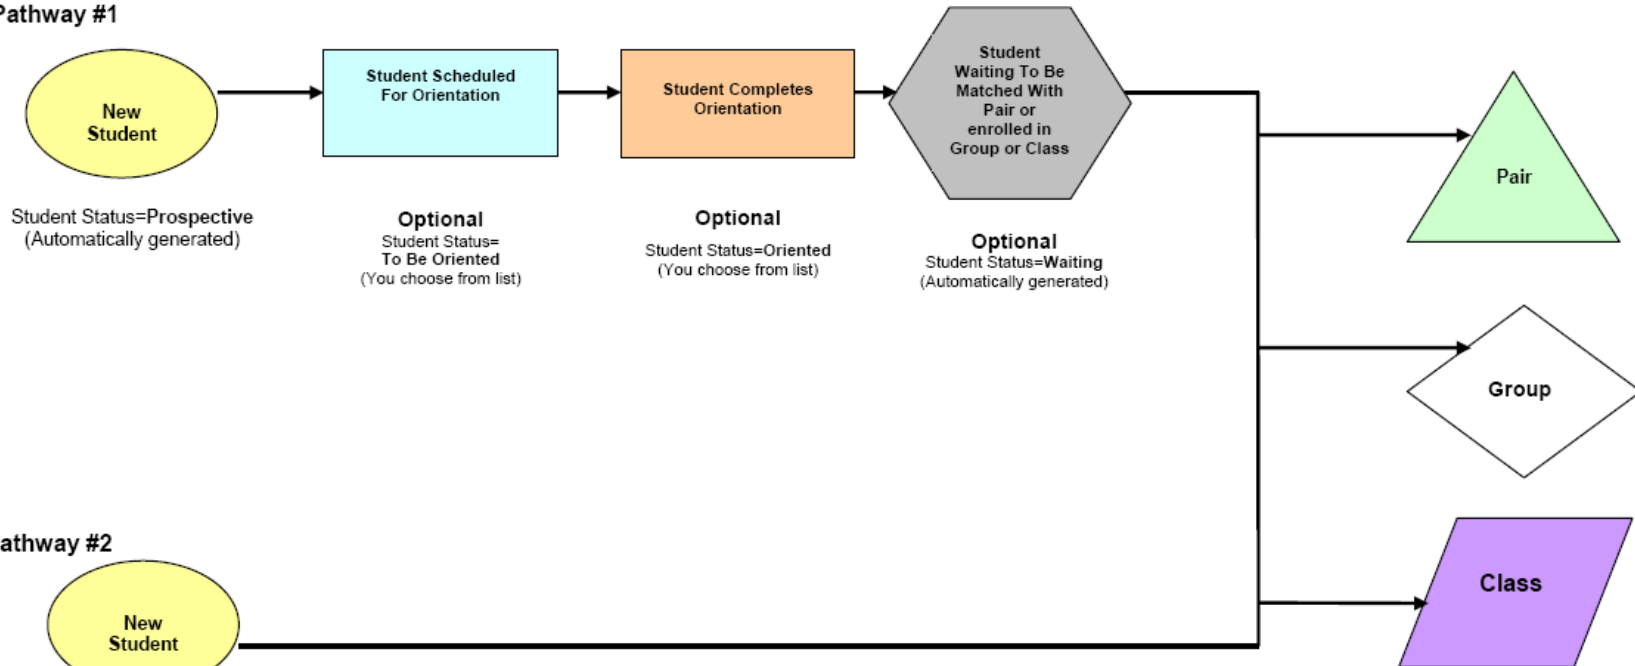 Pathway #1
New
Student
Student Status=Prospective
(Automatically generated)
Student Scheduled
For Orientation
Optional
Student Status=
To Be Oriented
(You choose from list)
Student Completes
Orientation
Optional
Student Status=Oriented
(You choose from list)
Student
Waiting To Be
Matched With
Pair or
enrolled in
Group or Class
Optional
Student Status=Waiting
(Automatically generated)
Pair
Group
Class
athway #2
New
Student